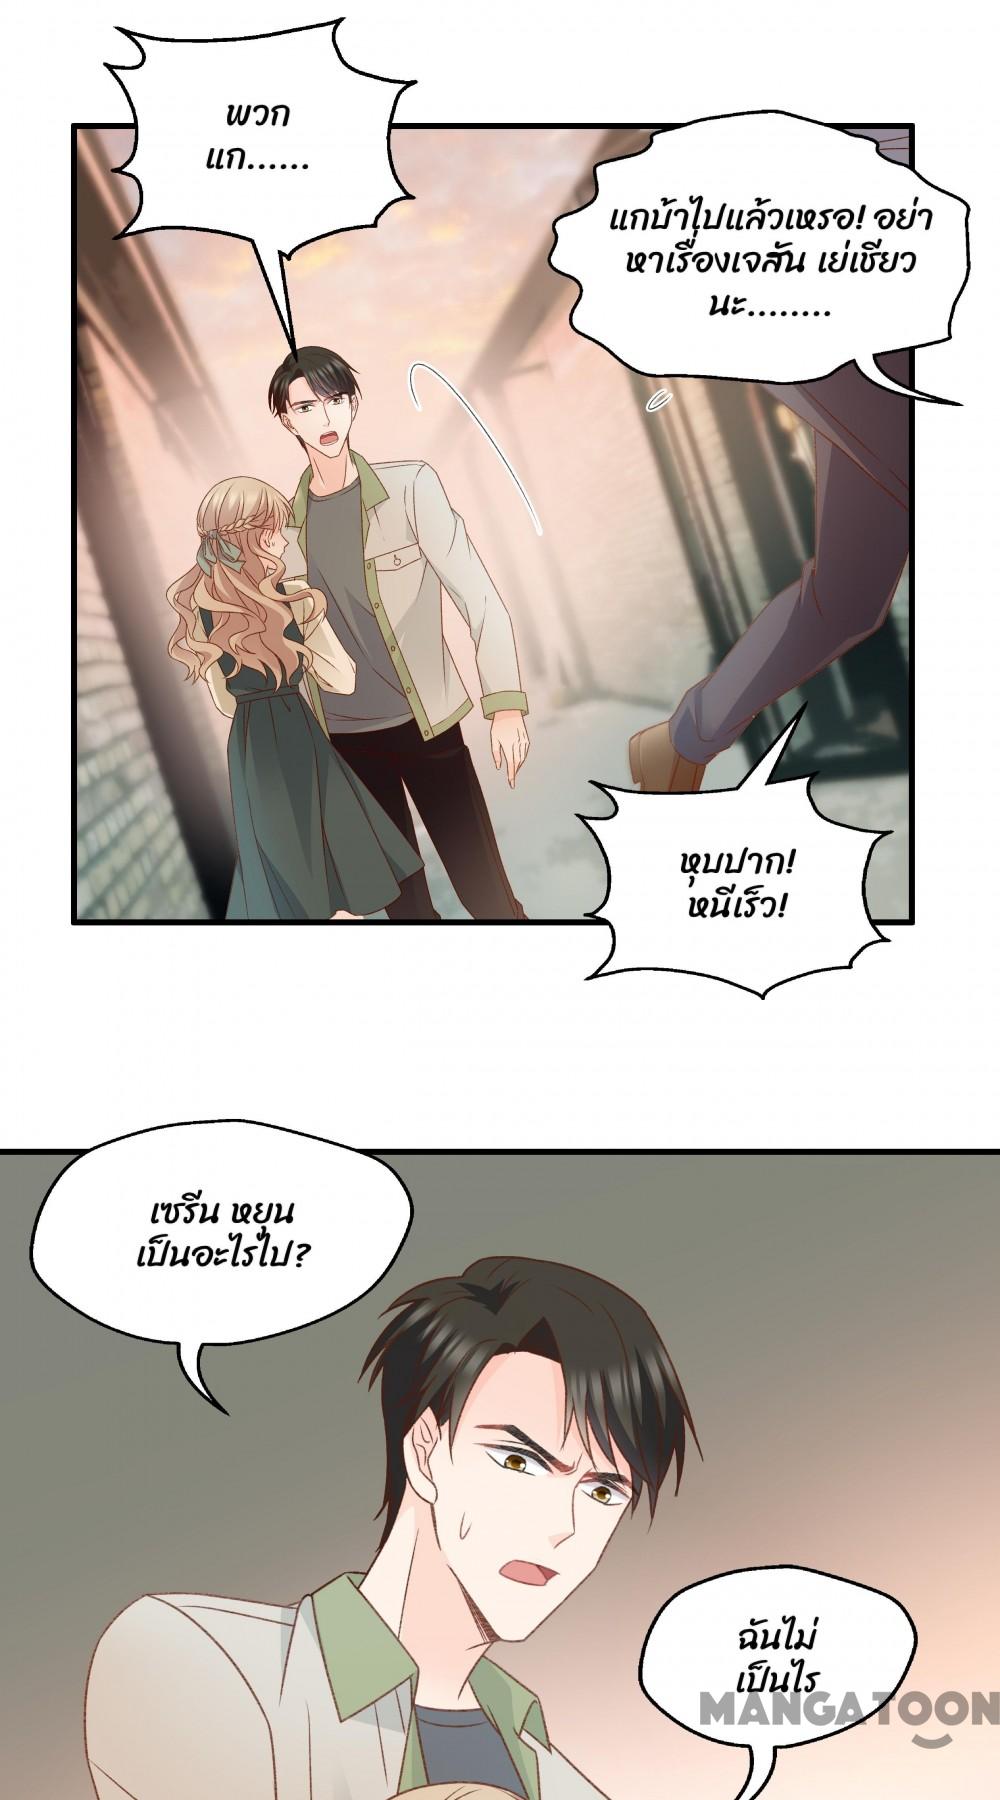 พวก
แก......
แกบ้าไปแล้วเหรอ! อย่า
หาเรื่องเจสัน เย่เชียว
นะ........
หุบปาก!
หนีเร็ว!
เซรีน หยุน
เป็นอะไรไป?
ฉันไม่
เป็นไร
MANGATOON